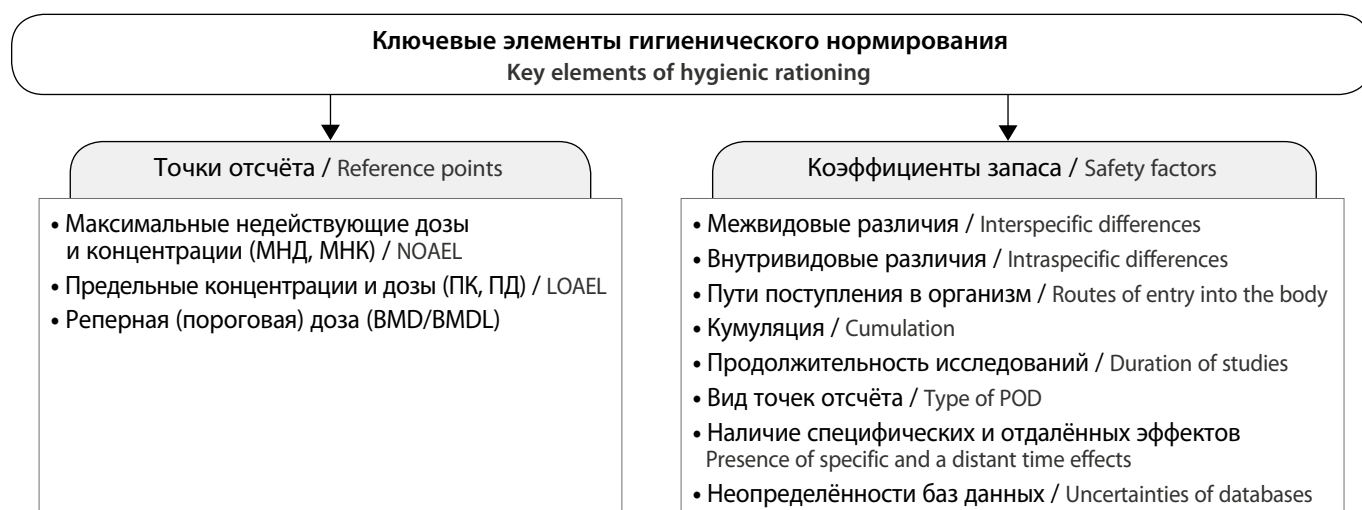 Ключевые элементы гигиенического нормирования
Key elements of hygienic rationing
Точки отсчёта / Reference points
• Максимальные недействующие дозы
и концентрации (МНД, МНК) / NOAEL
• Предельные концентрации и дозы (ПК, ПД) / LOAEL
• Реперная (пороговая) доза (BMD/BMDL)
Коэффициенты запаса / Safety factors
• Межвидовые различия / Interspecific differences
• Внутривидовые различия / Intraspecific differences
• Пути поступления в организм / Routes of entry into the body
• Кумуляция / Cumulation
• Продолжительность исследований / Duration of studies
• Вид точек отсчёта / Type of POD
• Наличие специфических и отдалённых эффектов
Presence of specific and a distant time effects
• Неопределённости баз данных / Uncertainties of databases